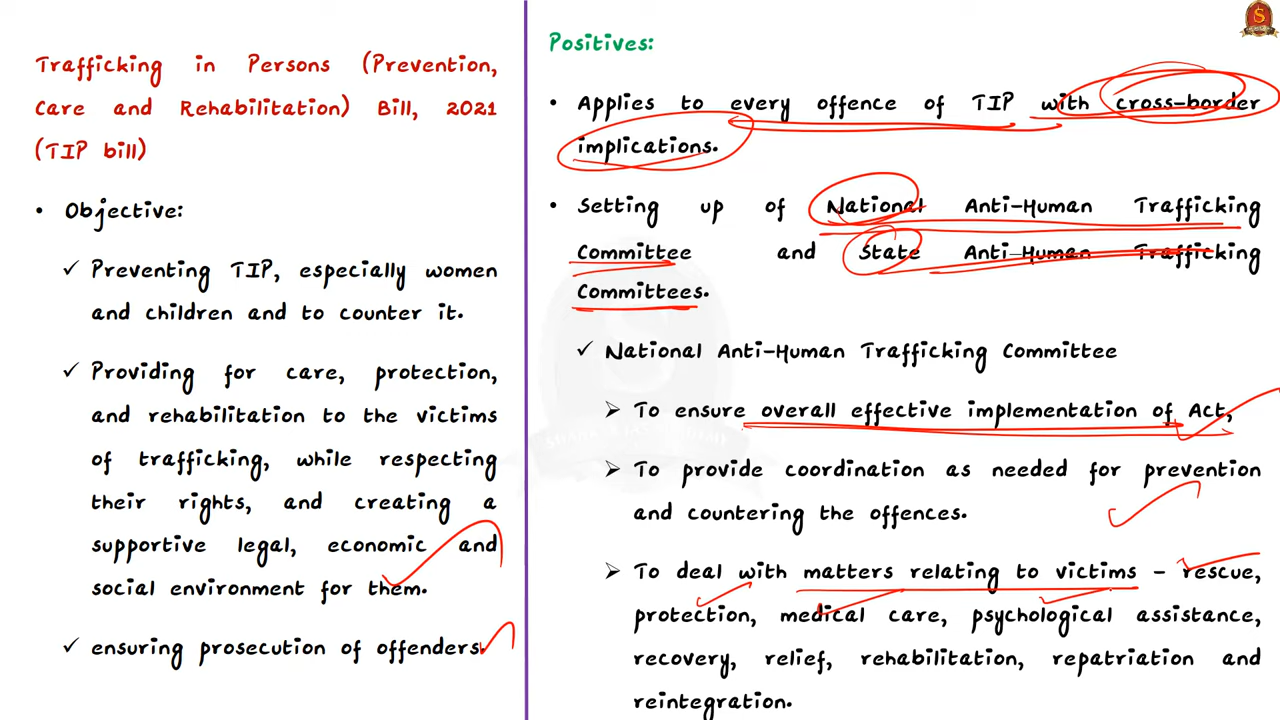 Trafficking in Persons (Prevention,
Care and Rehabilitation) Bill, 2021
(TIP bill)
• Objective:
✓ Preventing TIP, especially women
and children and to counter it.
✓ Providing for care, protection,
and rehabilitation to the victims
of trafficking, while respecting
their rights, and creating a
supportive legal, economic and
social environment for them.
✓ ensuring prosecution of offenders.
Positives:
• Applies to every offence of TIP with cross-border
implications.
• Setting up of National Anti-Human Trafficking
Committee and State Anti-Human Trafficking
Committees.
✓ National Anti-Human Trafficking Committee
➢ To ensure overall effective implementation of Act,
➢ To provide coordination as needed for prevention
and countering the offences.
➢ To deal with matters relating to victims – rescue,
protection, medical care, psychological assistance,
recovery, relief, rehabilitation, repatriation and
reintegration.